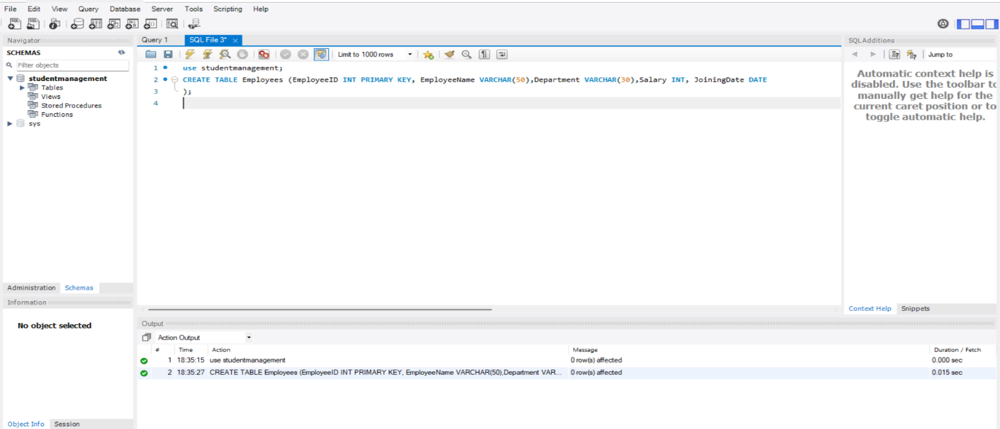 File Edit View Query Database Server Tools Scripting Help
Navigator
SCHEMAS
Filter objects
studentmanagement
Tables
Views
Stored Procedures
Functions
sys
Administration Schemas
Information
No object selected
Object Info Session
Query 1 SQL File 3* ×
Limit to 1000 rows
1 use studentmanagement;
2 CREATE TABLE Employees (EmployeeID INT PRIMARY KEY, EmployeeName VARCHAR(50),Department VARCHAR(30),Salary INT, JoiningDate DATE
3 );
4
Output
Action Output
# Time Action Message Duration / Fetch
1 18:35:15 use studentmanagement 0 row(s) affected 0.000 sec
2 18:35:27 CREATE TABLE Employees (EmployeeID INT PRIMARY KEY, EmployeeName VARCHAR(50),Department VAR... 0 row(s) affected 0.015 sec
SQLAdditions
Jump to
Automatic context help is
disabled. Use the toolbar to
manually get help for the
current caret position or to
toggle automatic help.
Context Help Snippets